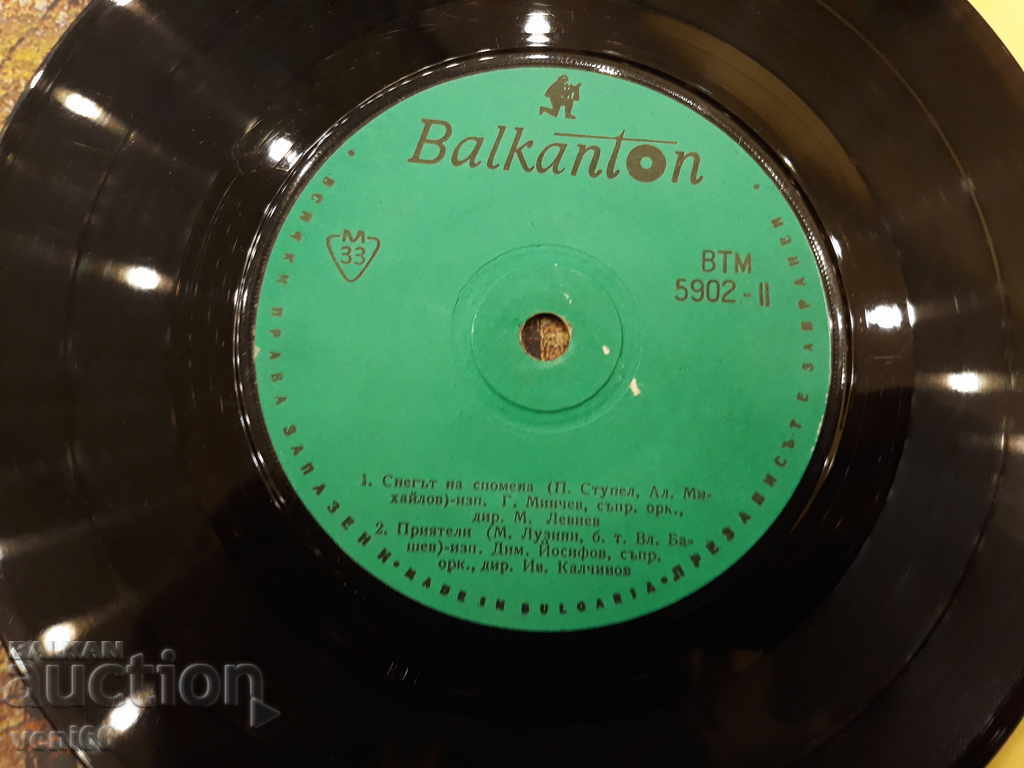 Balkanton
M
33
ВТМ
5902-II
1. Снегът на спомена (П. Ступел, Ал. Ми-
хайлов)-изп. Г. Минчев, съпр. орк.,
дир. М. Левиев
2. Приятели (М. Лузини, б. т. Вл. Ба-
шев)-изп. Дим. Йосифов, съпр.
орк., дир. Ив. Калчинов
• ВСИЧКИ ПРАВА ЗАПАЗЕНИ • MADE IN BULGARIA • ПРЕЗАПИСЪТ Е ЗАБРАНЕН •
BALKAN
auction
veni60